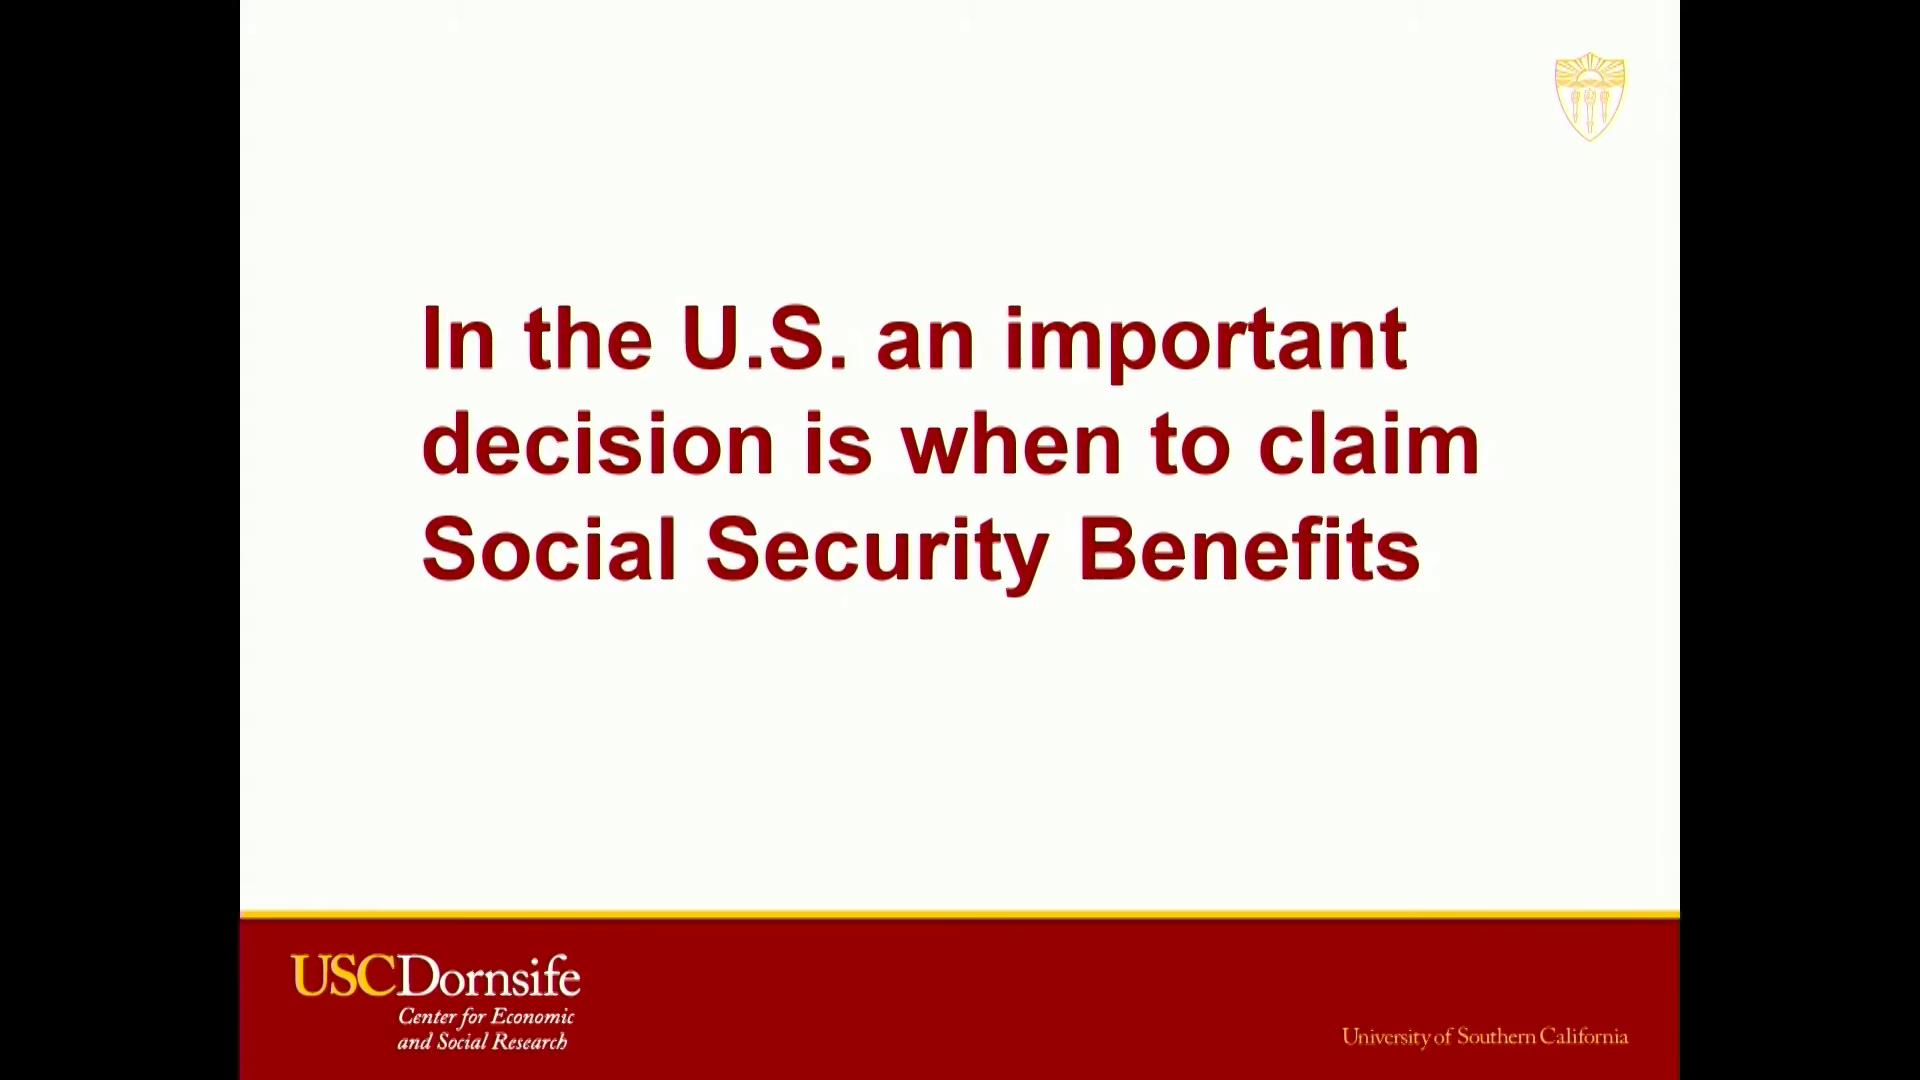 In the U.S. an important
decision is when to claim
Social Security Benefits
USCDornsife
Center for Economic
and Social Research
University of Southern California